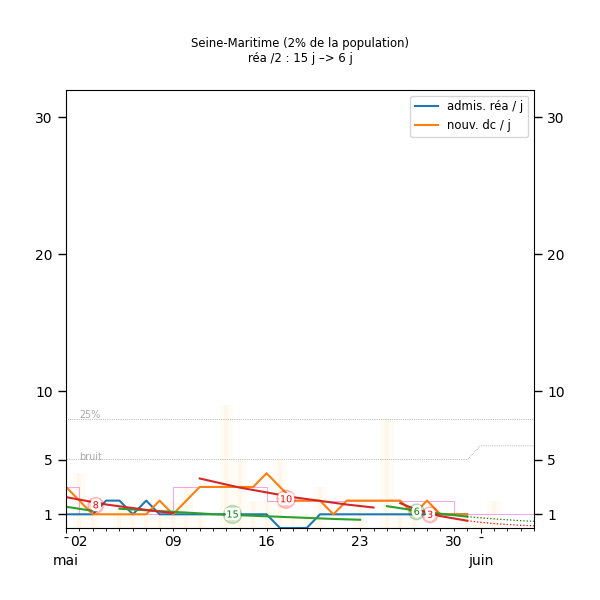 Seine-Maritime (2% de la population)
réa /2 : 15 j –> 6 j
admis. réa / j
nouv. dc / j
30 30
20 20
10 10
25%
5 bruit 5
8 10 15 6 3
1 1
02 09 16 23 30 -
mai juin